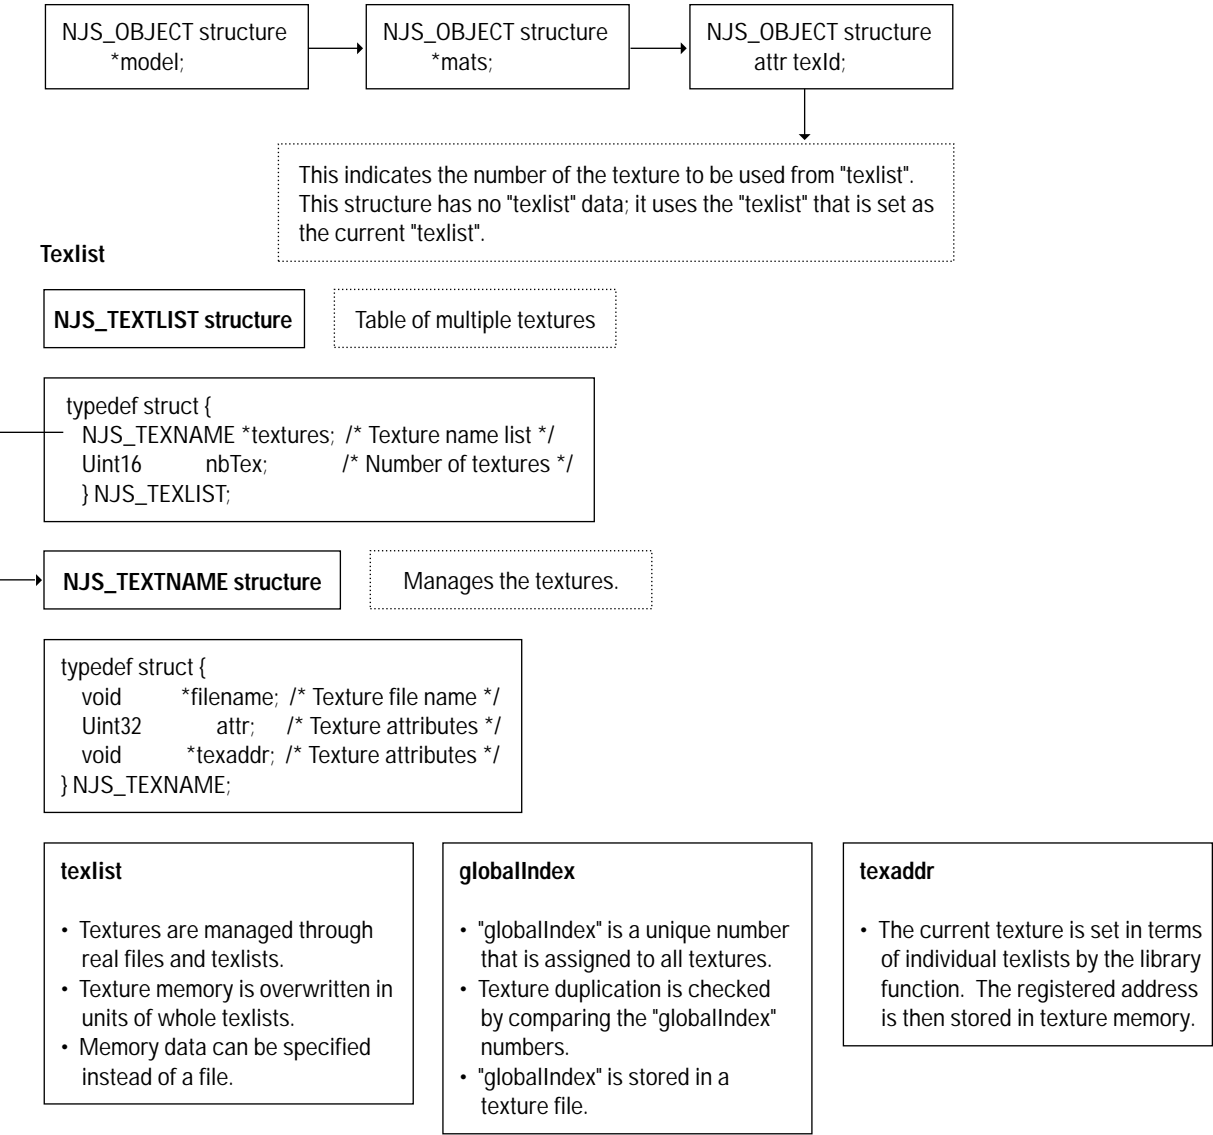 NJS_OBJECT structure
*model;
NJS_OBJECT structure
*mats;
NJS_OBJECT structure
attr texId;
This indicates the number of the texture to be used from "texlist".
This structure has no "texlist" data; it uses the "texlist" that is set as
the current "texlist".
Texlist
NJS_TEXTLIST structure
Table of multiple textures
typedef struct {
NJS_TEXNAME *textures; /* Texture name list */
Uint16 nbTex; /* Number of textures */
} NJS_TEXLIST;
NJS_TEXTNAME structure
Manages the textures.
typedef struct {
void *filename; /* Texture file name */
Uint32 attr; /* Texture attributes */
void *texaddr; /* Texture attributes */
} NJS_TEXNAME;
texlist
• Textures are managed through
real files and texlists.
• Texture memory is overwritten in
units of whole texlists.
• Memory data can be specified
instead of a file.
globalIndex
• "globalIndex" is a unique number
that is assigned to all textures.
• Texture duplication is checked
by comparing the "globalIndex"
numbers.
• "globalIndex" is stored in a
texture file.
texaddr
• The current texture is set in terms
of individual texlists by the library
function. The registered address
is then stored in texture memory.